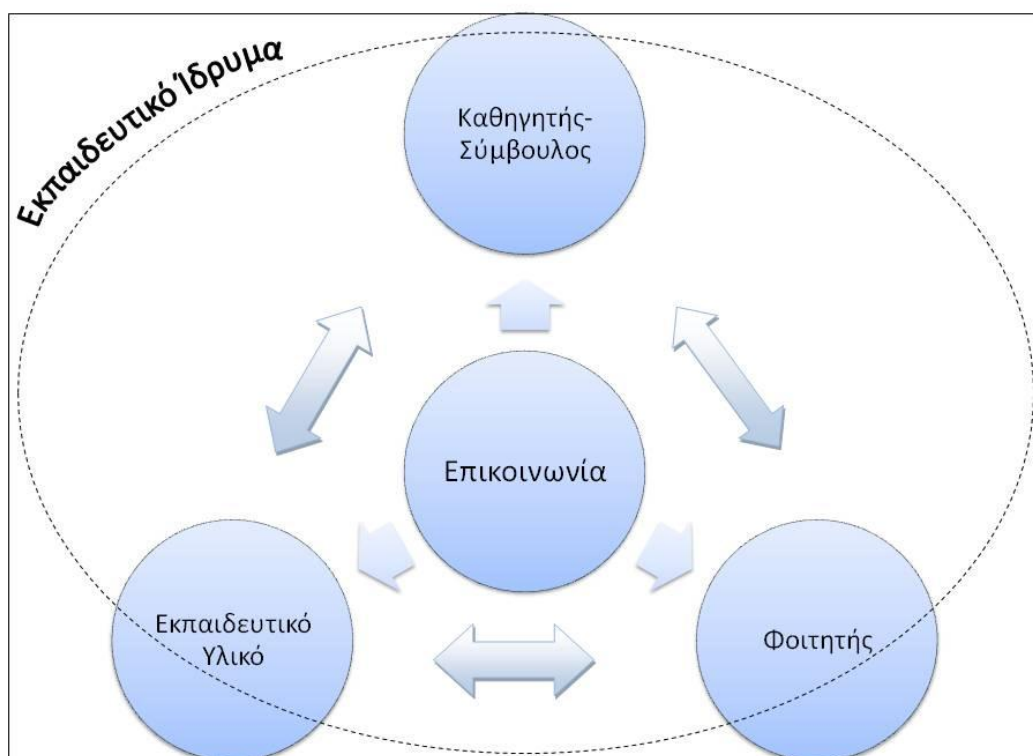 Εκπαιδευτικό Ίδρυμα
Καθηγητής-
Σύμβουλος
Επικοινωνία
Εκπαιδευτικό
Υλικό
Φοιτητής